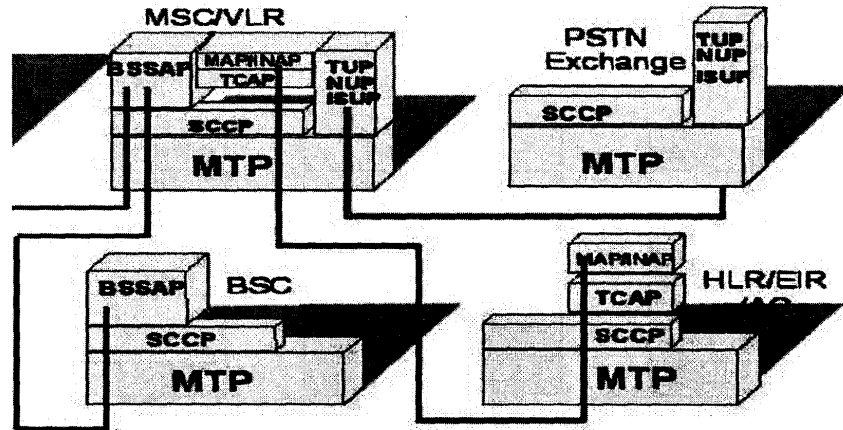 MSC/VLR
BSSAP
MAP/INAP
TCAP
TUP
NUP
ISUP
SCCP
MTP
PSTN
Exchange
TUP
NUP
ISUP
SCCP
MTP
BSSAP
BSC
SCCP
MTP
MAP/INAP
TCAP
HLR/EIR
SCCP
MTP